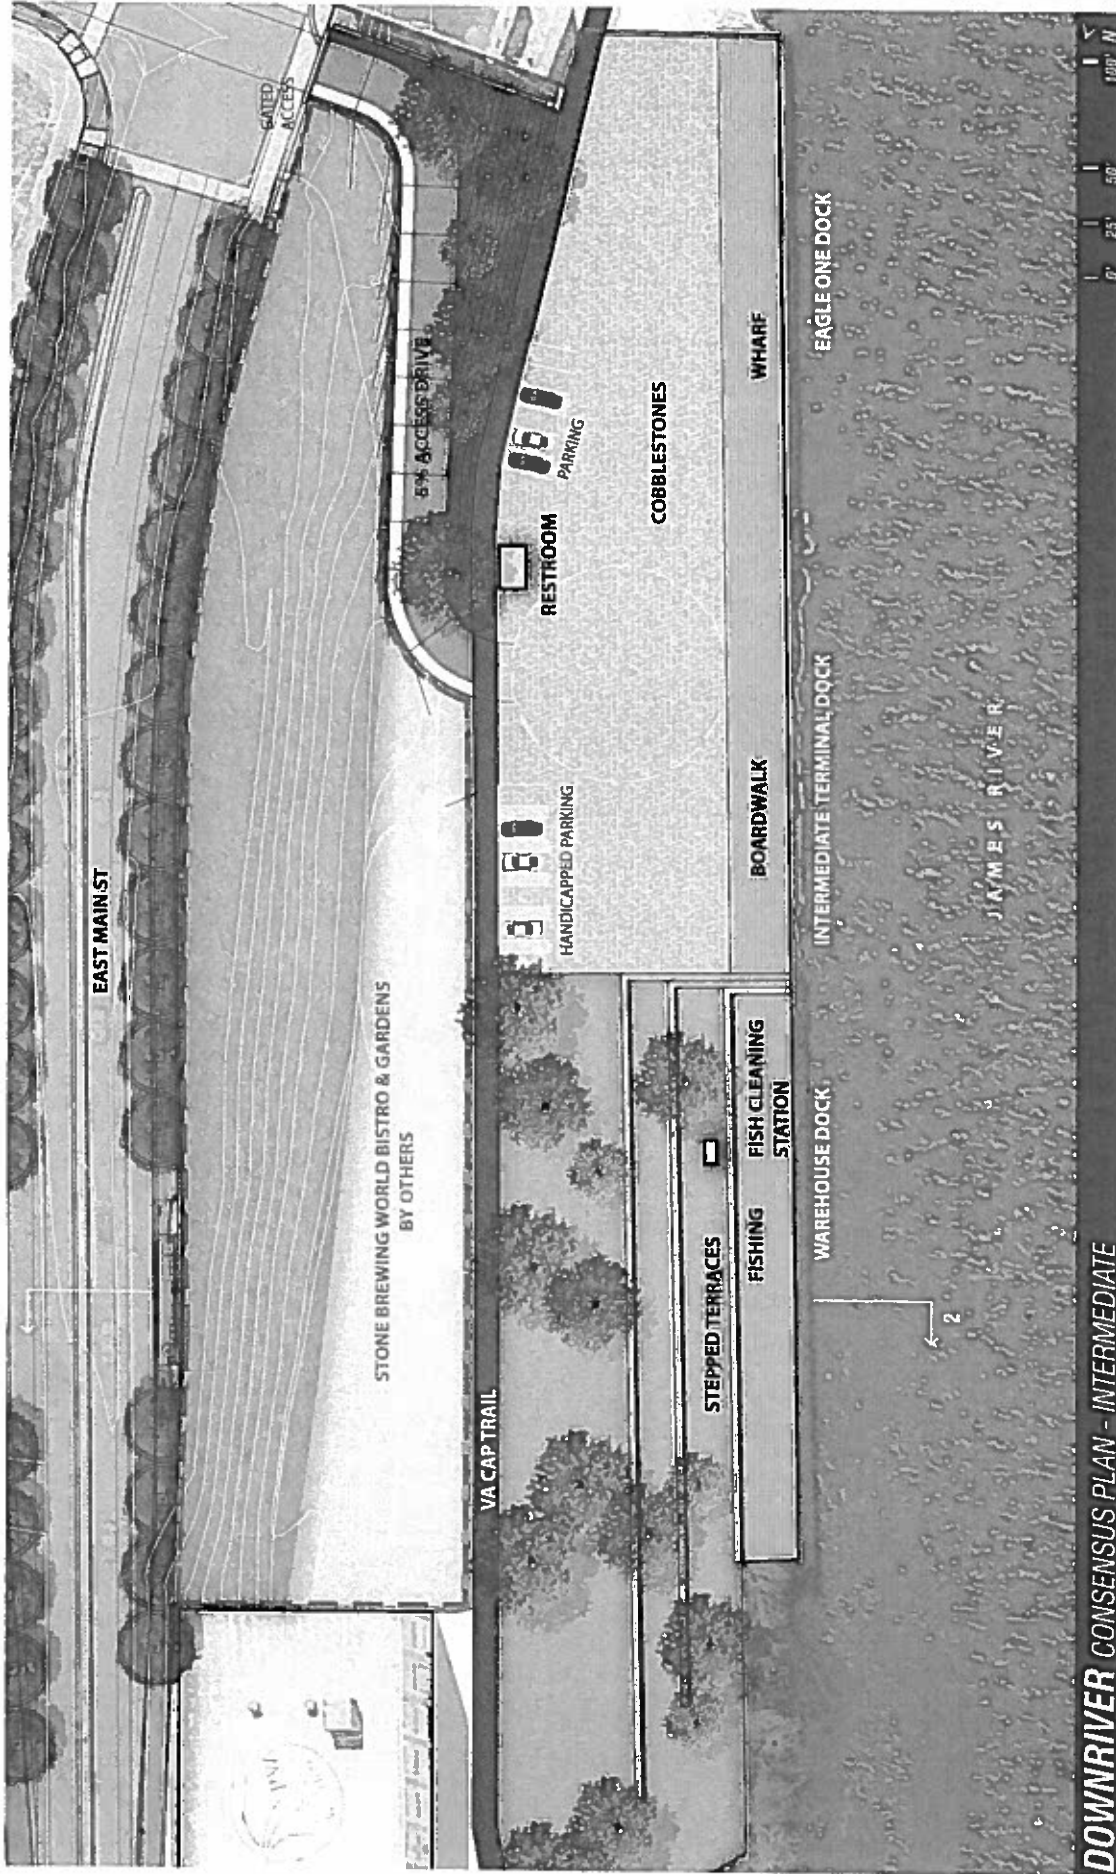 GATED
ACCESS
EAST MAIN ST
5% ACCESS DRIVE
STONE BREWING WORLD BISTRO & GARDENS
BY OTHERS
VA CAP TRAIL
HANDICAPPED PARKING
RESTROOM
PARKING
COBBLESTONES
STEPPED TERRACES
FISHING
FISH CLEANING
STATION
BOARDWALK
WHARF
WAREHOUSE DOCK
INTERMEDIATE TERMINAL DOCK
EAGLE ONE DOCK
2
JAMES RIVER
DOWNRIVER CONSENSUS PLAN - INTERMEDIATE
0' 25' 50' 100' N